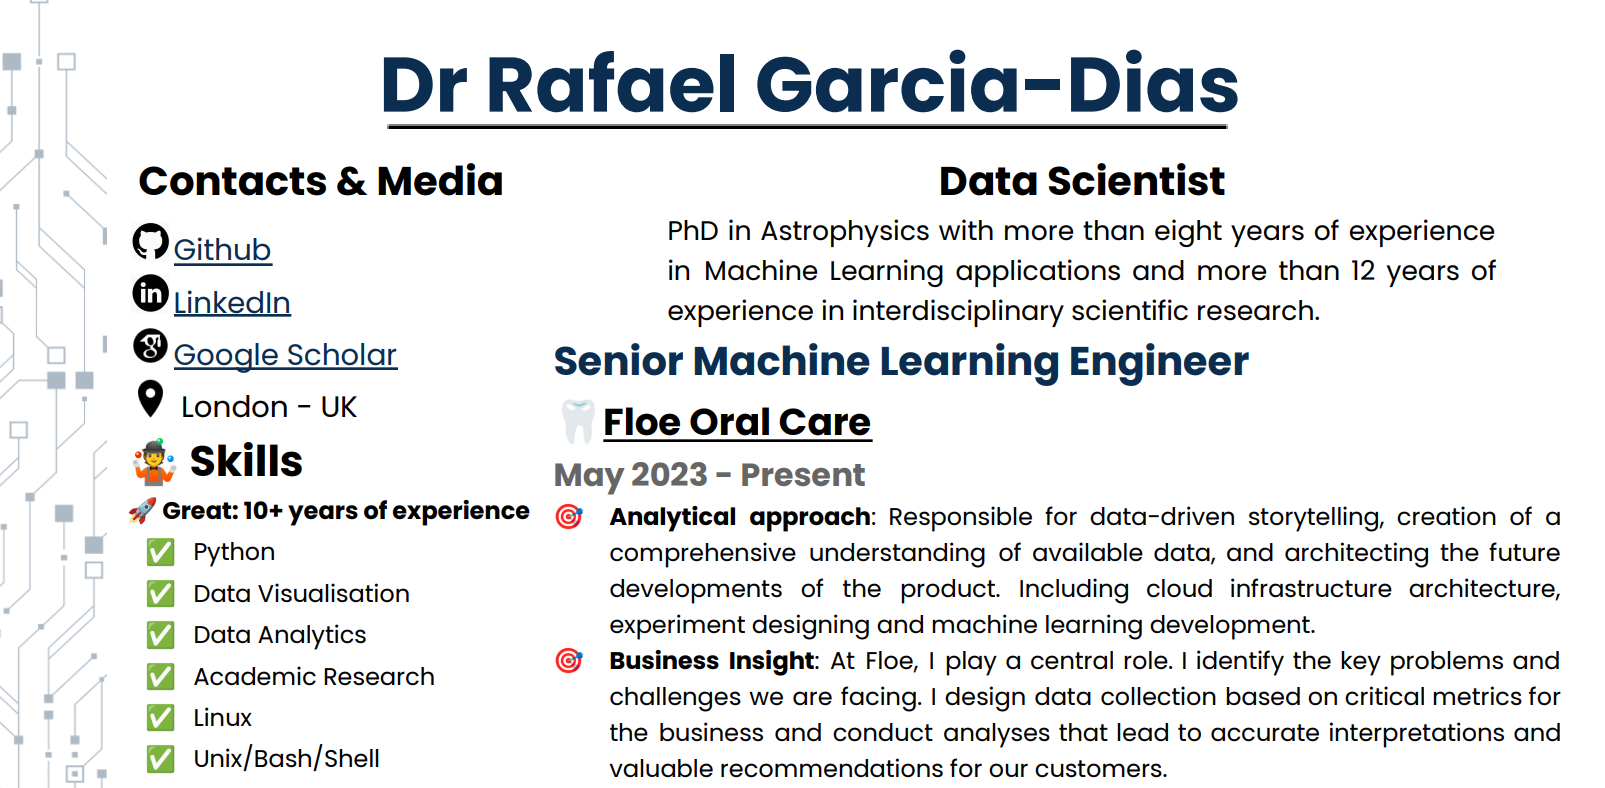 Dr Rafael Garcia-Dias
Contacts & Media
Github
LinkedIn
Google Scholar
London - UK
Skills
Great: 10+ years of experience
Python
Data Visualisation
Data Analytics
Academic Research
Linux
Unix/Bash/Shell
Data Scientist
PhD in Astrophysics with more than eight years of experience
in Machine Learning applications and more than 12 years of
experience in interdisciplinary scientific research.
Senior Machine Learning Engineer
Floe Oral Care
May 2023 - Present
Analytical approach: Responsible for data-driven storytelling, creation of a
comprehensive understanding of available data, and architecting the future
developments of the product. Including cloud infrastructure architecture,
experiment designing and machine learning development.
Business Insight: At Floe, I play a central role. I identify the key problems and
challenges we are facing. I design data collection based on critical metrics for
the business and conduct analyses that lead to accurate interpretations and
valuable recommendations for our customers.